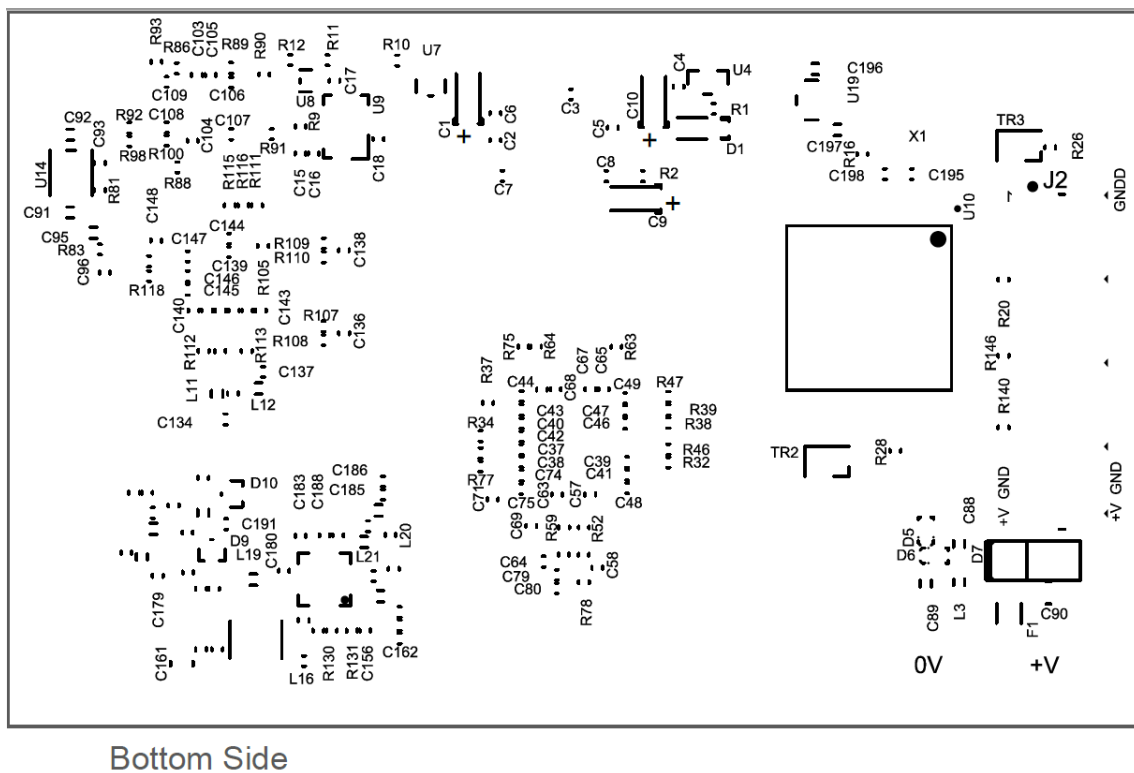 R93
R86
C103
C105
R89
R90
R12
R11
R10
U7
C4
U4
C196
U19
C109
C106
U8
C17
U9
C1
+
C6
C3
C10
R1
TR3
C92
C93
R92
C108
C107
C104
R9
C2
C5
+
D1
C197
R16
X1
R26
U14
R98
R100
R91
C18
R81
R88
R115
R116
R111
C15
C16
C7
C8
R2
C198
C195
J2
1
GNDD
C91
C148
C9
+
U10
C95
R83
C96
C147
C144
R109
R110
C138
C139
R105
C146
C145
R118
C140
C143
R107
R108
C136
R20
R112
R113
C137
R75
R64
C67
C65
R63
R146
L11
L12
C134
R37
C44
C68
C49
R47
R140
R34
C43
C40
C42
C37
C38
C74
C47
C46
R39
R38
C39
C41
R46
R32
TR2
R28
R77
C71
C75
C63
C57
C48
D10
C183
C188
C186
C185
C191
D9
L19
C180
L21
L20
C69
R59
R52
+V GND
C88
+V GND
D5
D6
D7
C64
C79
C80
C58
R78
C179
C89
L3
F1
C90
C161
L16
R130
R131
C156
C162
0V
+V
Bottom Side